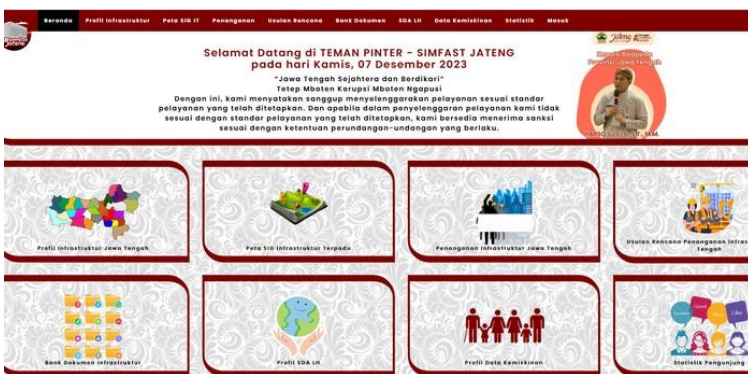 Beranda Profil Infrastruktur Peta SIG IT Penanganan Usulan Rencana Bank Dokumen SDA LH Data Kemiskinan Statistik Masuk
Selamat Datang di TEMAN PINTER - SIMFAST JATENG
pada hari Kamis, 07 Desember 2023
"Jawa Tengah Sejahtera dan Berdikari"
Tetep Mboten Korupsi Mboten Ngapusi
Dengan ini, kami menyatakan sanggup menyelenggarakan pelayanan sesuai standar
pelayanan yang telah ditetapkan. Dan apabila dalam penyelenggaran pelayanan kami tidak
sesuai dengan standar pelayanan yang telah ditetapkan, kami bersedia menerima sanksi
sesuai dengan ketentuan perundangan-undangan yang berlaku.
Jateng
Kepala Bappeda
Provinsi Jawa Tengah
Profil Infrastruktur Jawa Tengah
Peta SIG Infrastruktur Terpadu
Penanganan Infrastruktur Jawa Tengah
Usulan Rencana Penanganan Infras
Tengah
Bank Dokumen Infrastruktur
Profil SDA LH
Profil Data Kemiskinan
Good
Like
Statistik Pengunjung